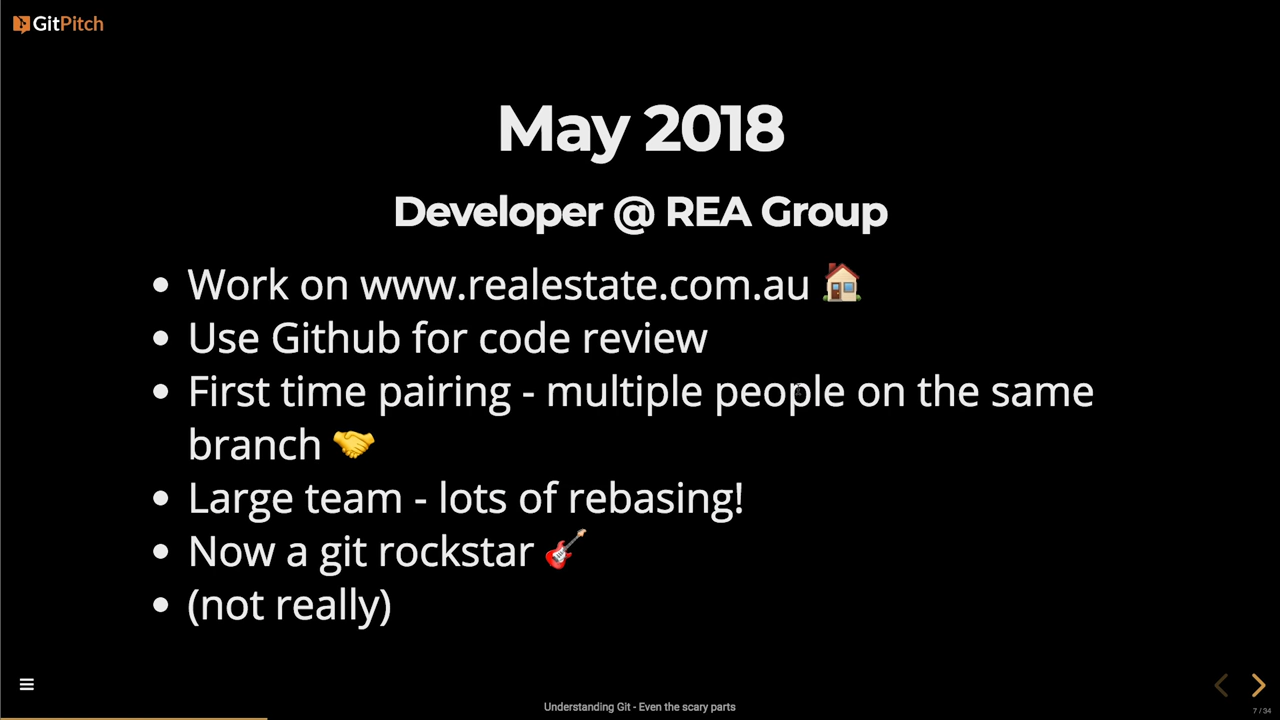 GitPitch
May 2018
Developer @ REA Group
• Work on www.realestate.com.au 🏠
• Use Github for code review
• First time pairing - multiple people on the same
branch 🤝
• Large team - lots of rebasing!
• Now a git rockstar 🎸
• (not really)
Understanding Git - Even the scary parts
7 / 34